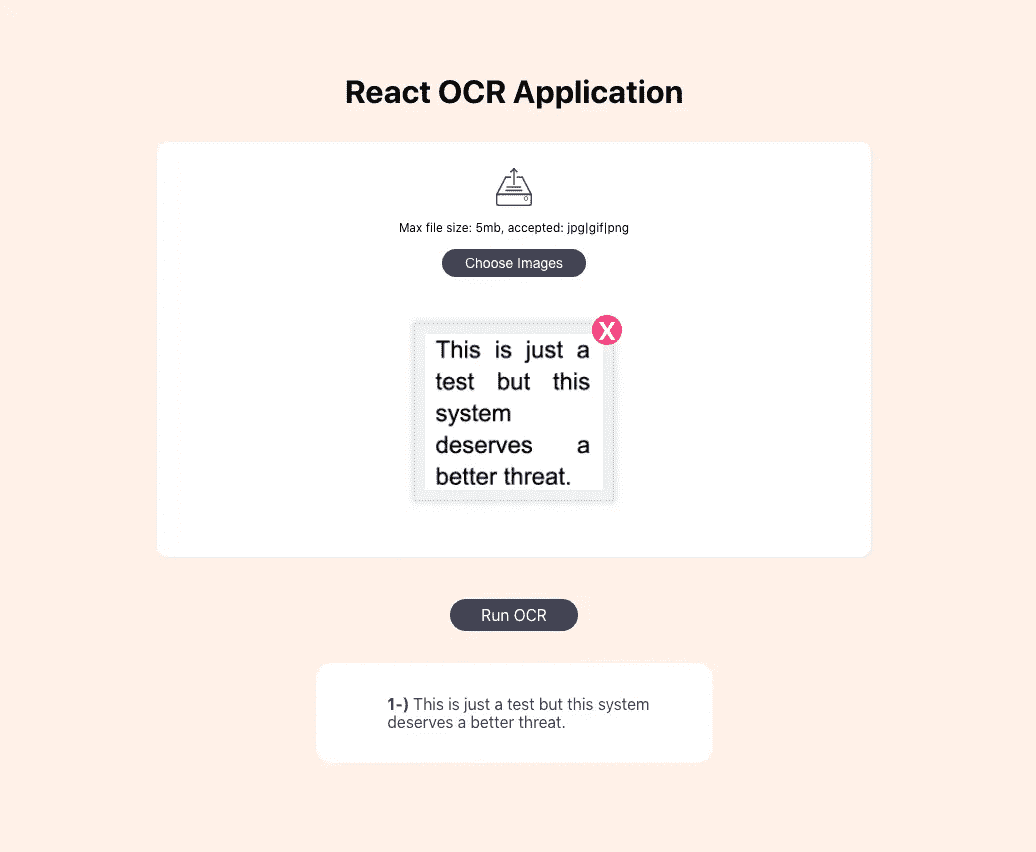 React OCR Application
Max file size: 5mb, accepted: jpg|gif|png
Choose Images
X
This is just a
test but this
system
deserves a
better threat.
Run OCR
1-) This is just a test but this system
deserves a better threat.